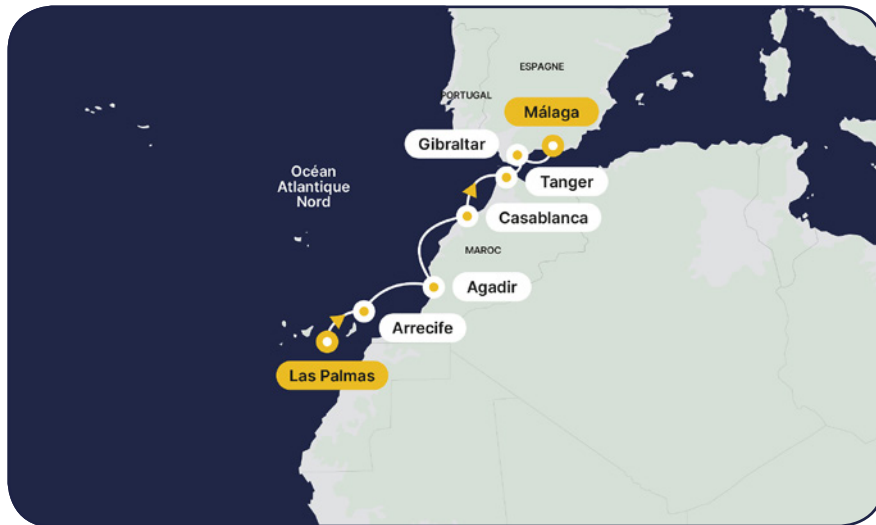 ESPAGNE
PORTUGAL
Málaga
Gibraltar
Océan
Atlantique
Nord
Tanger
Casablanca
MAROC
Agadir
Arrecife
Las Palmas